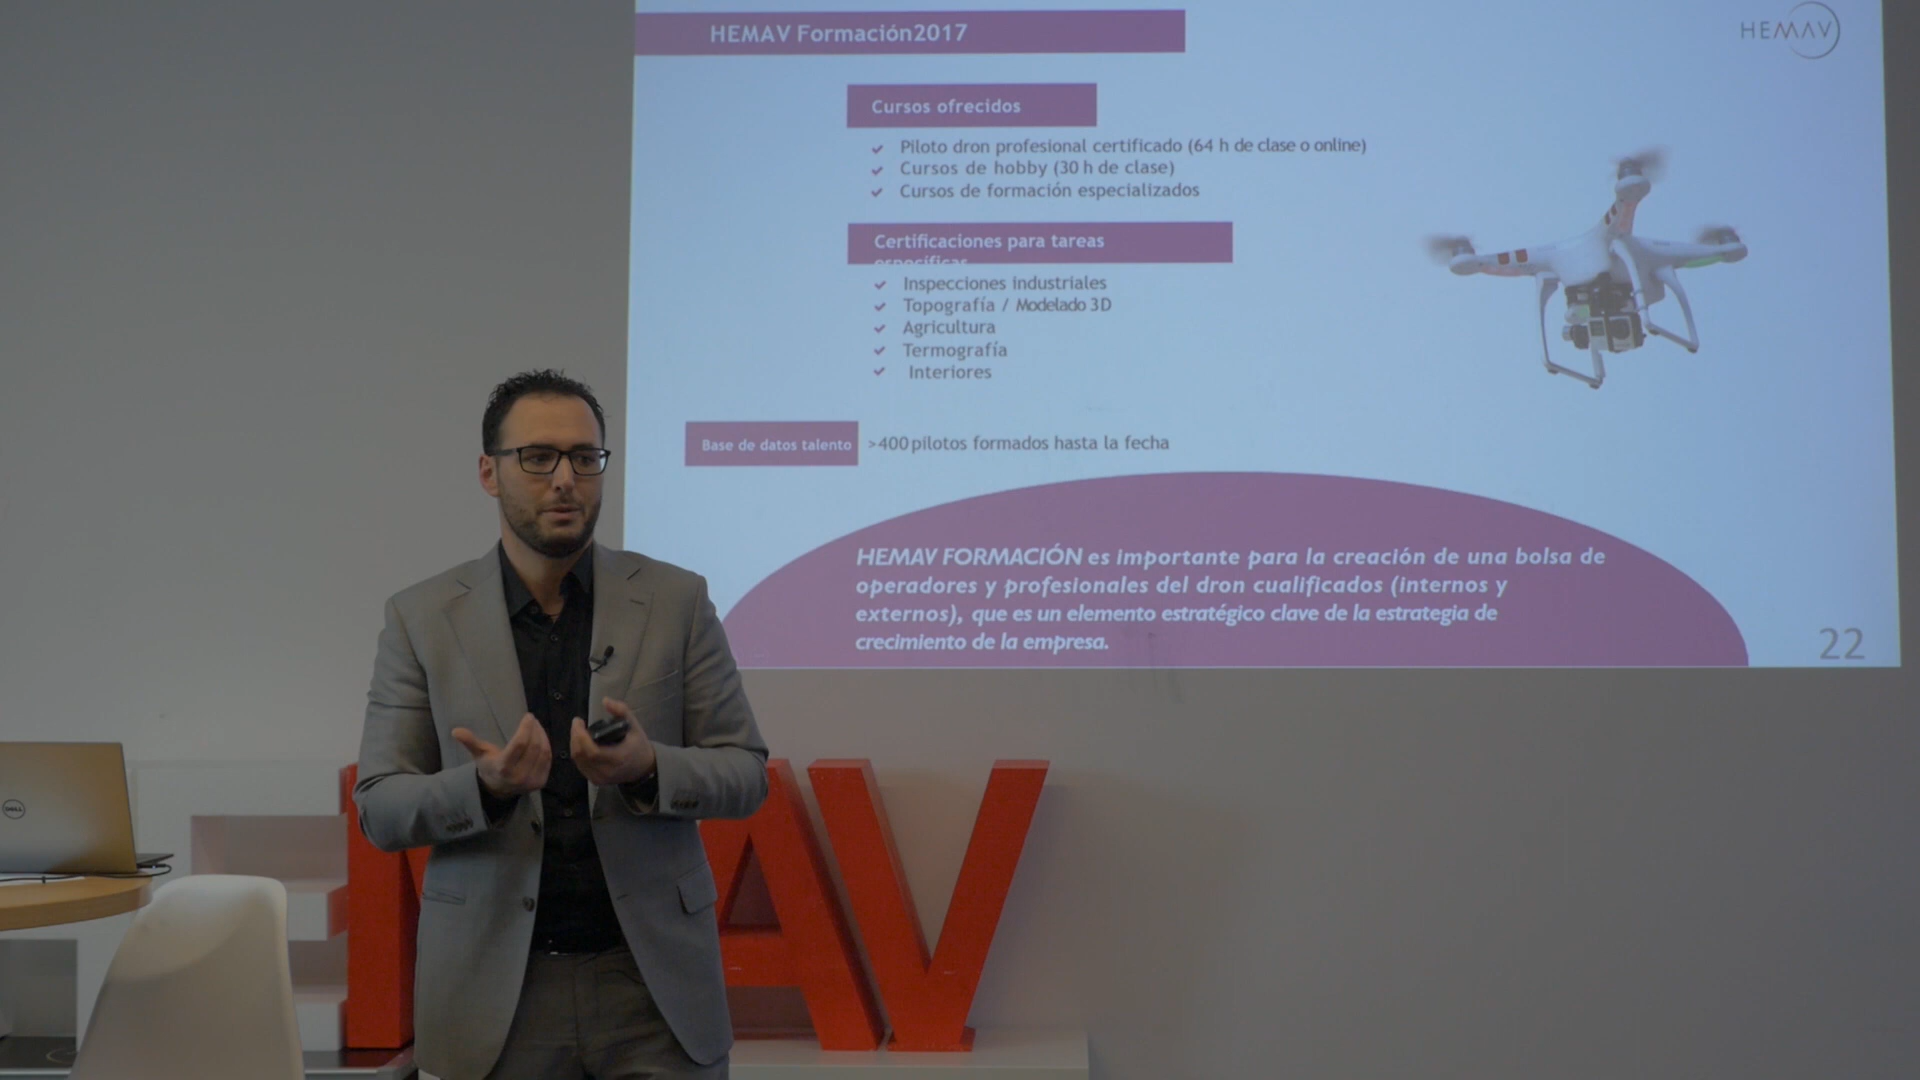 HEMAV Formación2017
HEMAV
Cursos ofrecidos
Piloto dron profesional certificado (64 h de clase o online)
Cursos de hobby (30 h de clase)
Cursos de formación especializados
Certificaciones para tareas
específicas
Inspecciones industriales
Topografía / Modelado 3D
Agricultura
Termografía
Interiores
Base de datos talento >400 pilotos formados hasta la fecha
HEMAV FORMACIÓN es importante para la creación de una bolsa de
operadores y profesionales del dron cualificados (internos y
externos), que es un elemento estratégico clave de la estrategia de
crecimiento de la empresa.
22
DELL
EMAV